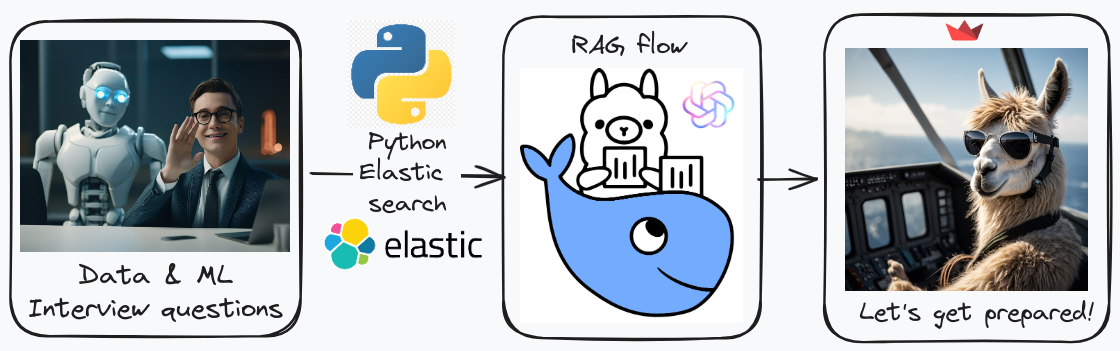 Data & ML
Interview questions
Python
Elastic
search
elastic
RAG flow
Let's get prepared!